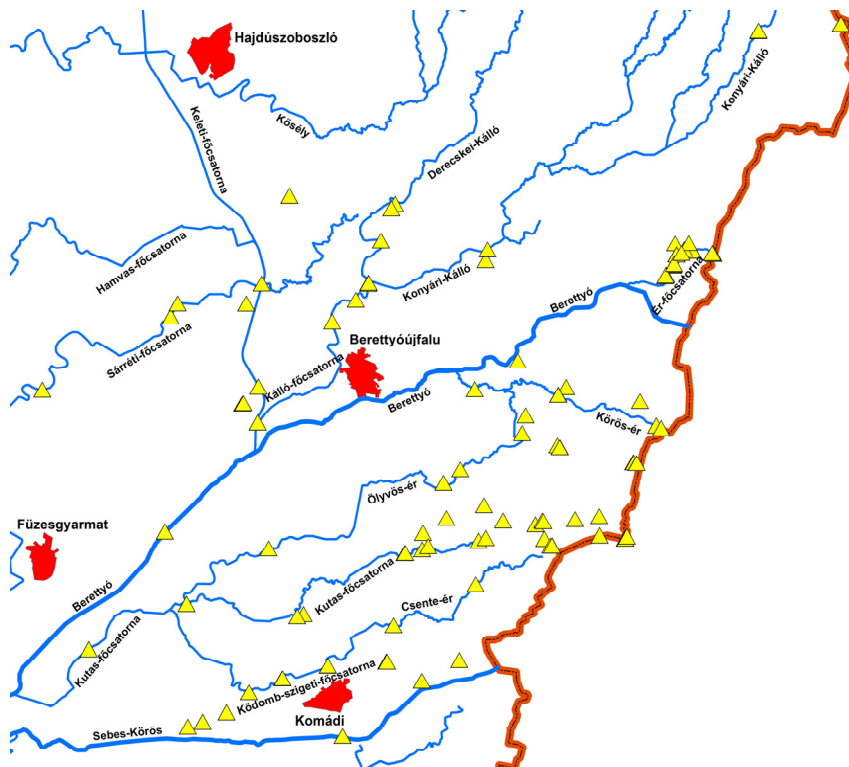 Hajdúszoboszló
Konyári-Kálló
Keleti-főcsatorna
Kösély
Derecskei-Kálló
Hamvas-főcsatorna
Konyári-Kálló
Ér-főcsatorna
Berettyó
Sárréti-főcsatorna
Berettyóújfalu
Kálló-főcsatorna
Berettyó
Körös-ér
Ölyvös-ér
Füzesgyarmat
Berettyó
Kutas-főcsatorna
Csente-ér
Kutas-főcsatorna
Ködomb-szigeti-főcsatorna
Komádi
Sebes-Körös